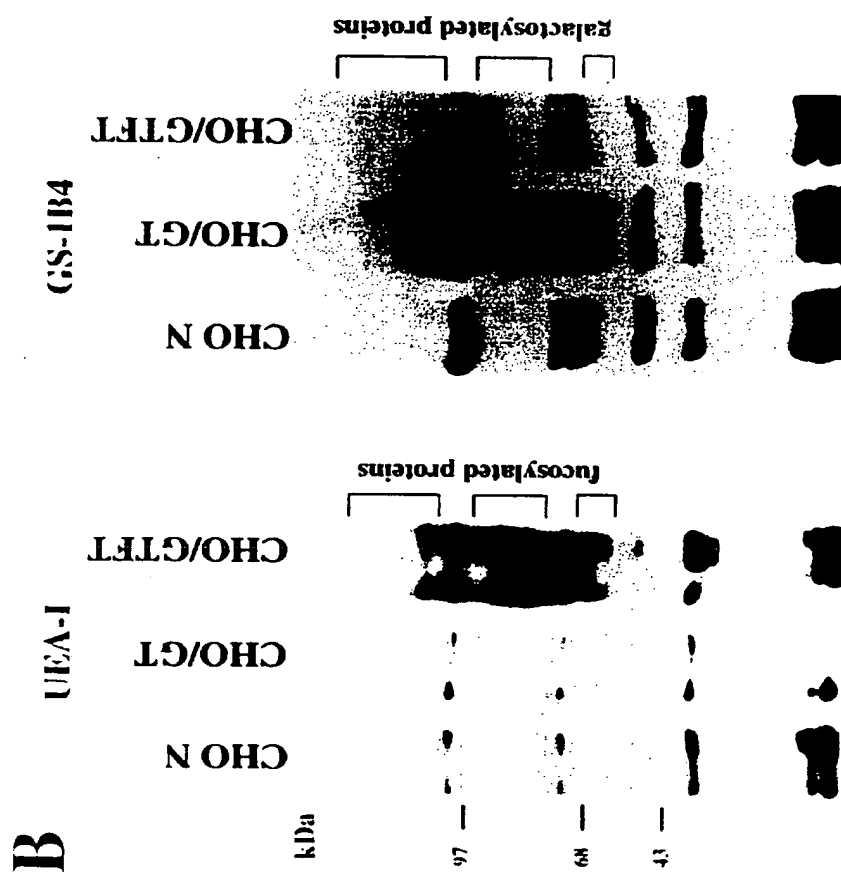 B
UEA-I
GS-1B4
CHO N
CHO/GT
CHO/GTFT
CHO N
CHO/GT
CHO/GTFT
kDa
97
68
43
fucosylated proteins
galactosylated proteins